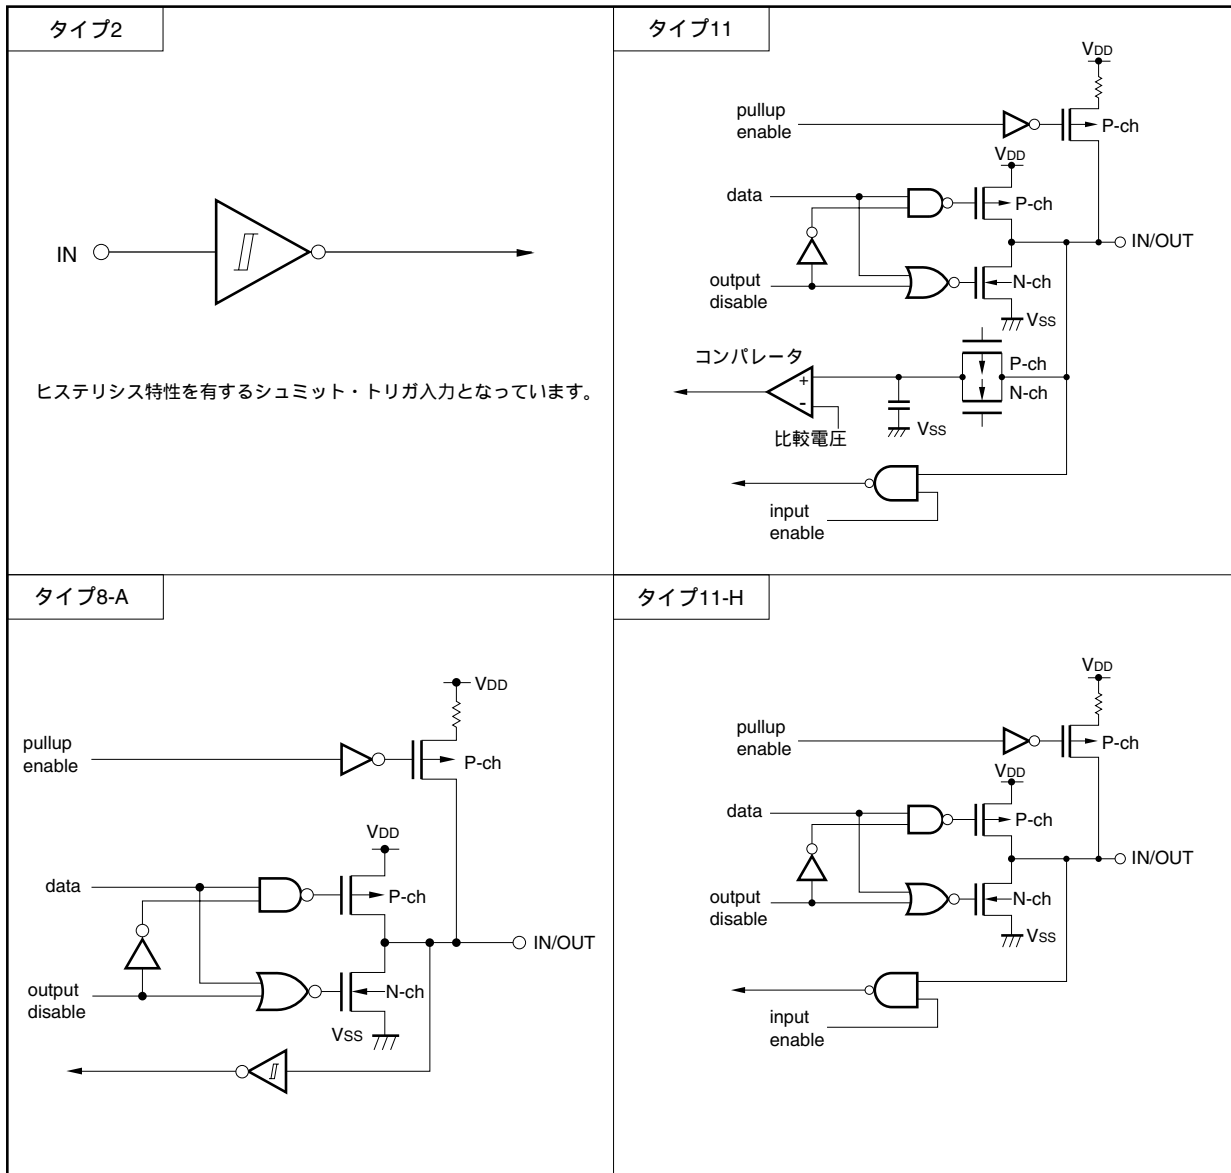 タイプ2
IN
ヒステリシス特性を有するシュミット・トリガ入力となっています。
タイプ11
VDD
pullup
enable
P-ch
VDD
data
P-ch
IN/OUT
output
disable
N-ch
VSS
コンパレータ
P-ch
+
-
N-ch
VSS
比較電圧
input
enable
タイプ8-A
VDD
pullup
enable
P-ch
VDD
data
P-ch
IN/OUT
output
disable
N-ch
VSS
タイプ11-H
VDD
pullup
enable
P-ch
VDD
data
P-ch
IN/OUT
output
disable
N-ch
VSS
input
enable